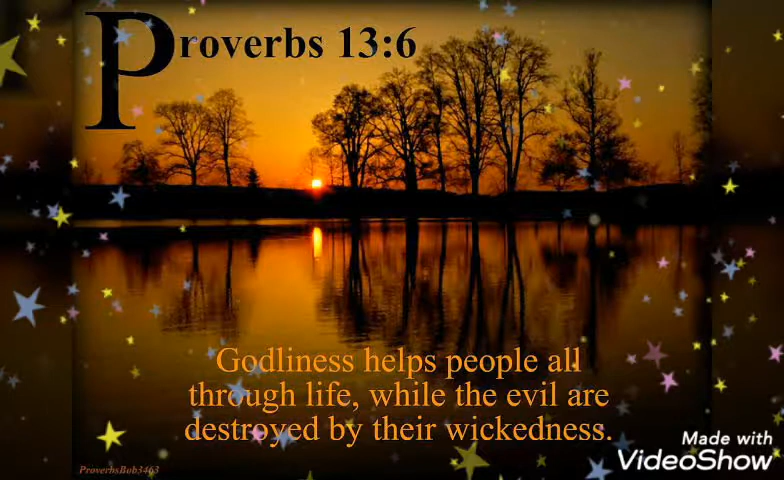 Proverbs 13:6
Godliness helps people all
through life, while the evil are
destroyed by their wickedness.
ProverbsBob3463
Made with
VideoShow